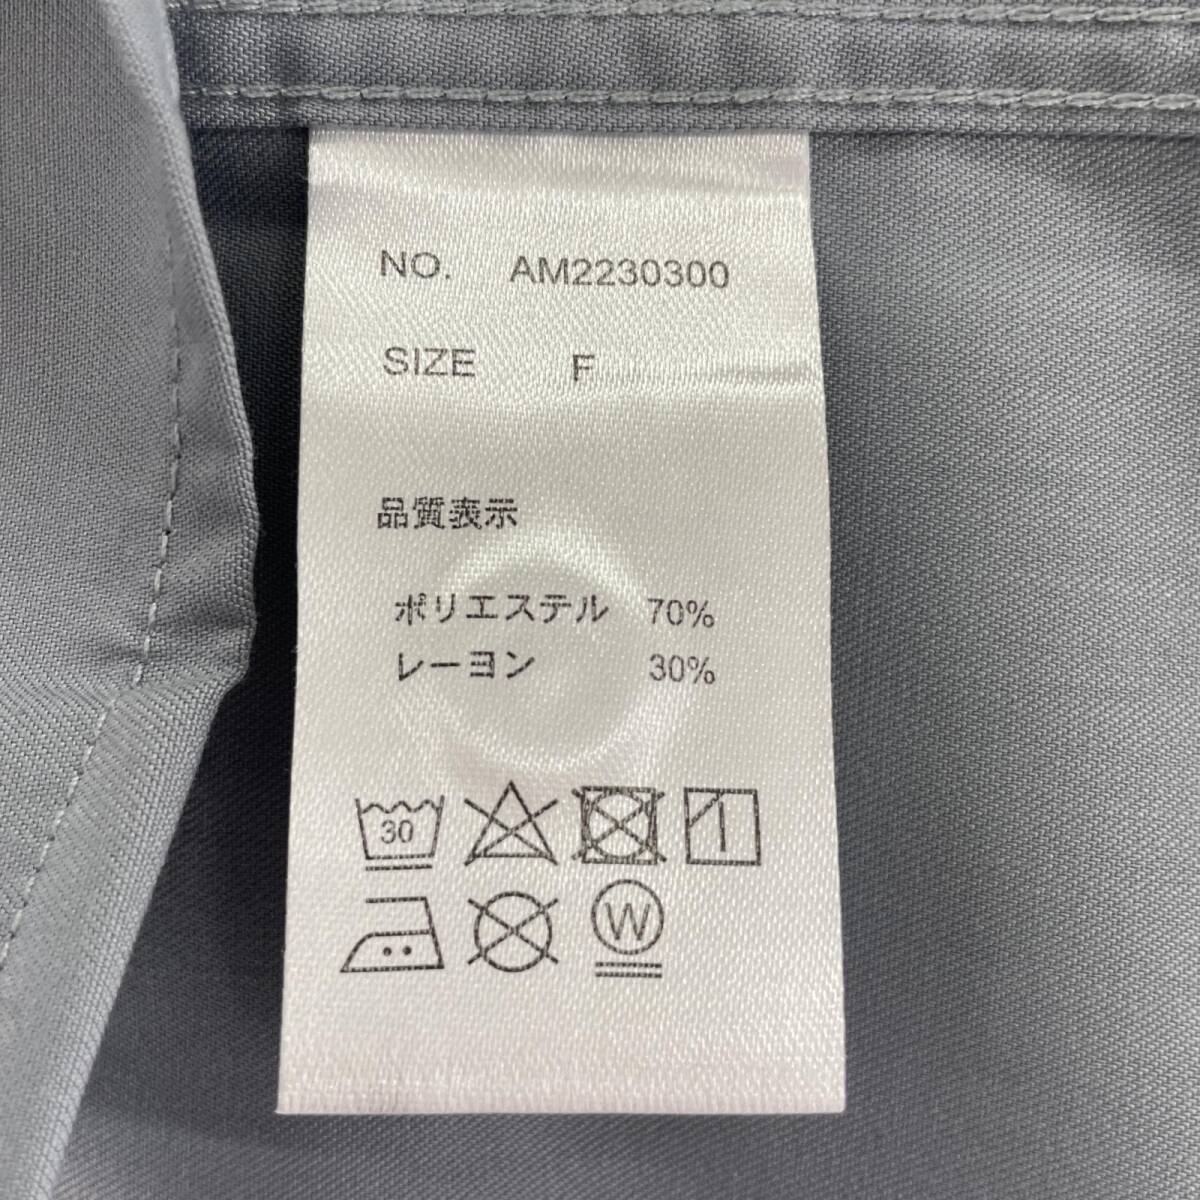 NO. AM2230300
SIZE F
品質表示
ポリエステル 70%
レーヨン 30%
30
W